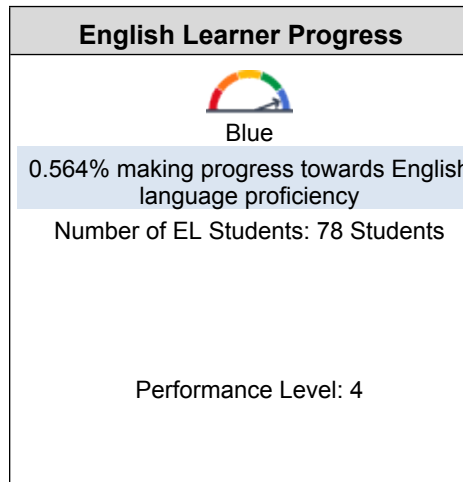 English Learner Progress
Blue
0.564% making progress towards English
language proficiency
Number of EL Students: 78 Students
Performance Level: 4